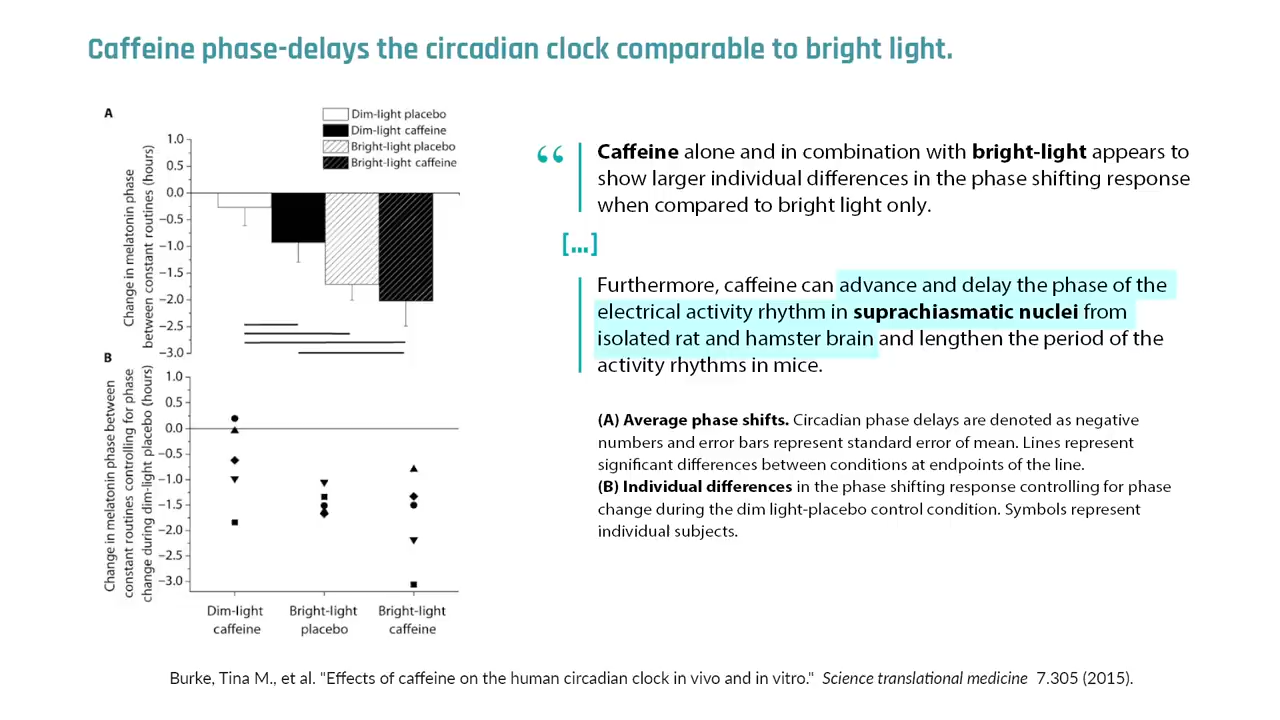 Caffeine phase-delays the circadian clock comparable to bright light.
A
Dim-light placebo
Dim-light caffeine
Bright-light placebo
Bright-light caffeine
Change in melatonin phase
between constant routines (hours)
1.0
0.5
0.0
−0.5
−1.0
−1.5
−2.0
−2.5
−3.0
B
Change in melatonin phase between
constant routines controlling for phase
change during dim-light placebo (hours)
1.0
0.5
0.0
−0.5
−1.0
−1.5
−2.0
−2.5
−3.0
Dim-light
caffeine
Bright-light
placebo
Bright-light
caffeine
“
Caffeine alone and in combination with bright-light appears to
show larger individual differences in the phase shifting response
when compared to bright light only.
[...]
Furthermore, caffeine can advance and delay the phase of the
electrical activity rhythm in suprachiasmatic nuclei from
isolated rat and hamster brain and lengthen the period of the
activity rhythms in mice.
(A) Average phase shifts. Circadian phase delays are denoted as negative
numbers and error bars represent standard error of mean. Lines represent
significant differences between conditions at endpoints of the line.
(B) Individual differences in the phase shifting response controlling for phase
change during the dim light-placebo control condition. Symbols represent
individual subjects.
Burke, Tina M., et al. "Effects of caffeine on the human circadian clock in vivo and in vitro." Science translational medicine 7.305 (2015).